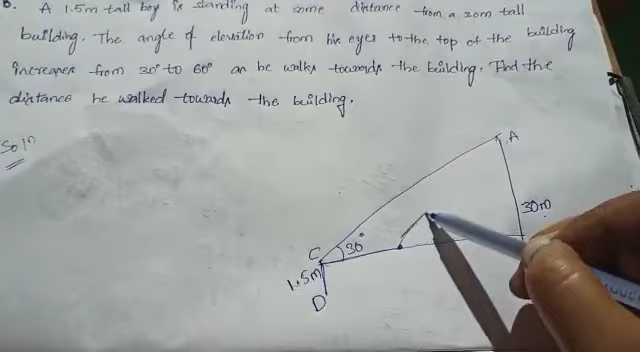 A 1.5m tall boy is standing at some distance from a 30m tall
building. The angle of elevation from his eyes to the top of the building
increases from 30° to 60° as he walks towards the building. Find the
distance he walked towards the building.
Soln
A
30m
C
30°
1.5m
D